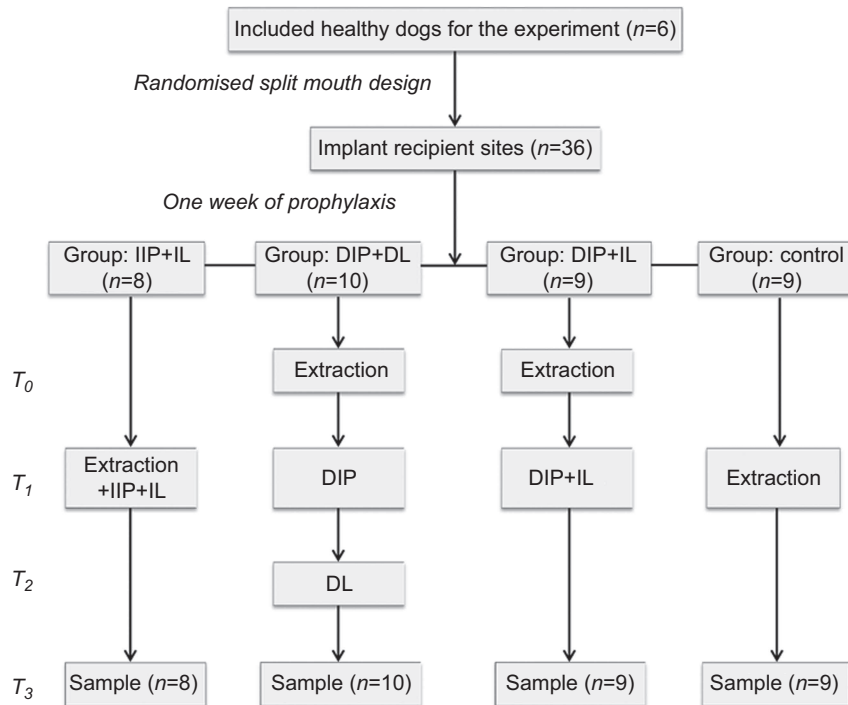 Included healthy dogs for the experiment (n=6)
Randomised split mouth design
Implant recipient sites (n=36)
One week of prophylaxis
Group: IIP+IL
(n=8)
Group: DIP+DL
(n=10)
Group: DIP+IL
(n=9)
Group: control
(n=9)
T0
Extraction
Extraction
T1
Extraction
+IIP+IL
DIP
DIP+IL
Extraction
T2
DL
T3
Sample (n=8)
Sample (n=10)
Sample (n=9)
Sample (n=9)